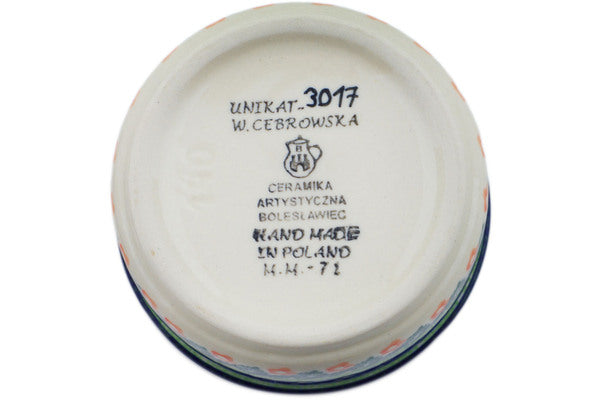 UNIKAT-3017
W.CEBROWSKA
B
CERAMIKA
ARTYSTYCZNA
BOLESŁAWIEC
HAND MADE
IN POLAND
M.M.-71